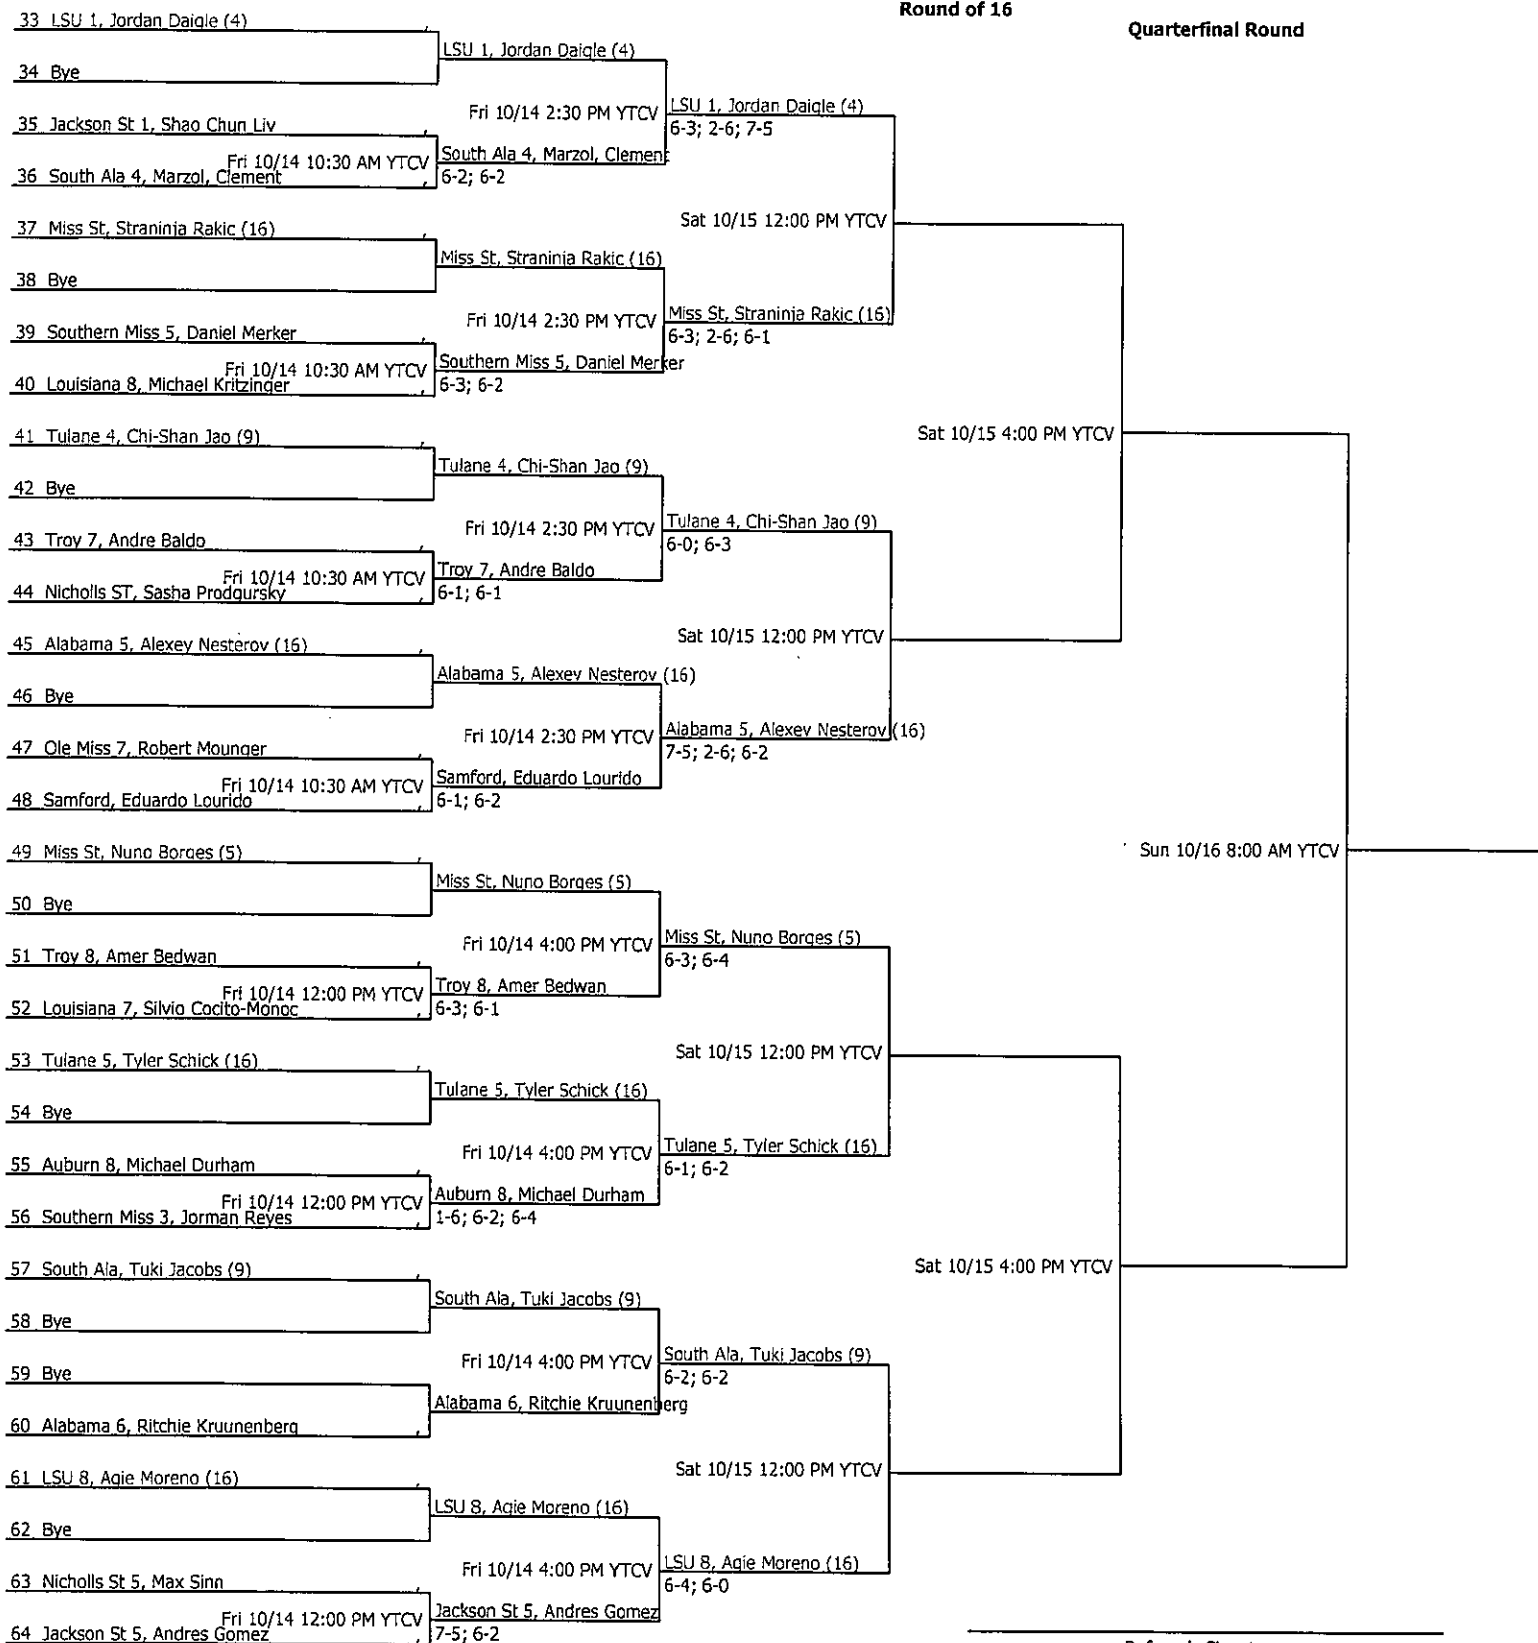 Round of 16
Quarterfinal Round
33 LSU 1, Jordan Daigle (4)
LSU 1, Jordan Daigle (4)
34 Bye
Fri 10/14 2:30 PM YTCV
LSU 1, Jordan Daigle (4)
6-3; 2-6; 7-5
35 Jackson St 1, Shao Chun Liv
Fri 10/14 10:30 AM YTCV
South Ala 4, Marzol, Clement
36 South Ala 4, Marzol, Clement
6-2; 6-2
Sat 10/15 12:00 PM YTCV
37 Miss St, Straninja Rakic (16)
Miss St, Straninja Rakic (16)
38 Bye
Fri 10/14 2:30 PM YTCV
Miss St, Straninja Rakic (16)
6-3; 2-6; 6-1
39 Southern Miss 5, Daniel Merker
Fri 10/14 10:30 AM YTCV
Southern Miss 5, Daniel Merker
40 Louisiana 8, Michael Kritzinger
6-3; 6-2
Sat 10/15 4:00 PM YTCV
41 Tulane 4, Chi-Shan Jao (9)
Tulane 4, Chi-Shan Jao (9)
42 Bye
Fri 10/14 2:30 PM YTCV
Tulane 4, Chi-Shan Jao (9)
6-0; 6-3
43 Troy 7, Andre Baldo
Fri 10/14 10:30 AM YTCV
Troy 7, Andre Baldo
44 Nicholls ST, Sasha Prodgursky
6-1; 6-1
Sat 10/15 12:00 PM YTCV
45 Alabama 5, Alexey Nesterov (16)
Alabama 5, Alexey Nesterov (16)
46 Bye
Fri 10/14 2:30 PM YTCV
Alabama 5, Alexey Nesterov (16)
7-5; 2-6; 6-2
47 Ole Miss 7, Robert Mounger
Fri 10/14 10:30 AM YTCV
Samford, Eduardo Lourido
48 Samford, Eduardo Lourido
6-1; 6-2
Sun 10/16 8:00 AM YTCV
49 Miss St, Nuno Borges (5)
Miss St, Nuno Borges (5)
50 Bye
Fri 10/14 4:00 PM YTCV
Miss St, Nuno Borges (5)
6-3; 6-4
51 Troy 8, Amer Bedwan
Fri 10/14 12:00 PM YTCV
Troy 8, Amer Bedwan
52 Louisiana 7, Silvio Cocito-Monoc
6-3; 6-1
Sat 10/15 12:00 PM YTCV
53 Tulane 5, Tyler Schick (16)
Tulane 5, Tyler Schick (16)
54 Bye
Fri 10/14 4:00 PM YTCV
Tulane 5, Tyler Schick (16)
6-1; 6-2
55 Auburn 8, Michael Durham
Fri 10/14 12:00 PM YTCV
Auburn 8, Michael Durham
56 Southern Miss 3, Jorman Reyes
1-6; 6-2; 6-4
Sat 10/15 4:00 PM YTCV
57 South Ala, Tuki Jacobs (9)
South Ala, Tuki Jacobs (9)
58 Bye
Fri 10/14 4:00 PM YTCV
South Ala, Tuki Jacobs (9)
6-2; 6-2
59 Bye
Alabama 6, Ritchie Kruunenberg
60 Alabama 6, Ritchie Kruunenberg
Sat 10/15 12:00 PM YTCV
61 LSU 8, Agie Moreno (16)
LSU 8, Agie Moreno (16)
62 Bye
Fri 10/14 4:00 PM YTCV
LSU 8, Agie Moreno (16)
6-4; 6-0
63 Nicholls St 5, Max Sinn
Fri 10/14 12:00 PM YTCV
Jackson St 5, Andres Gomez
64 Jackson St 5, Andres Gomez
7-5; 6-2